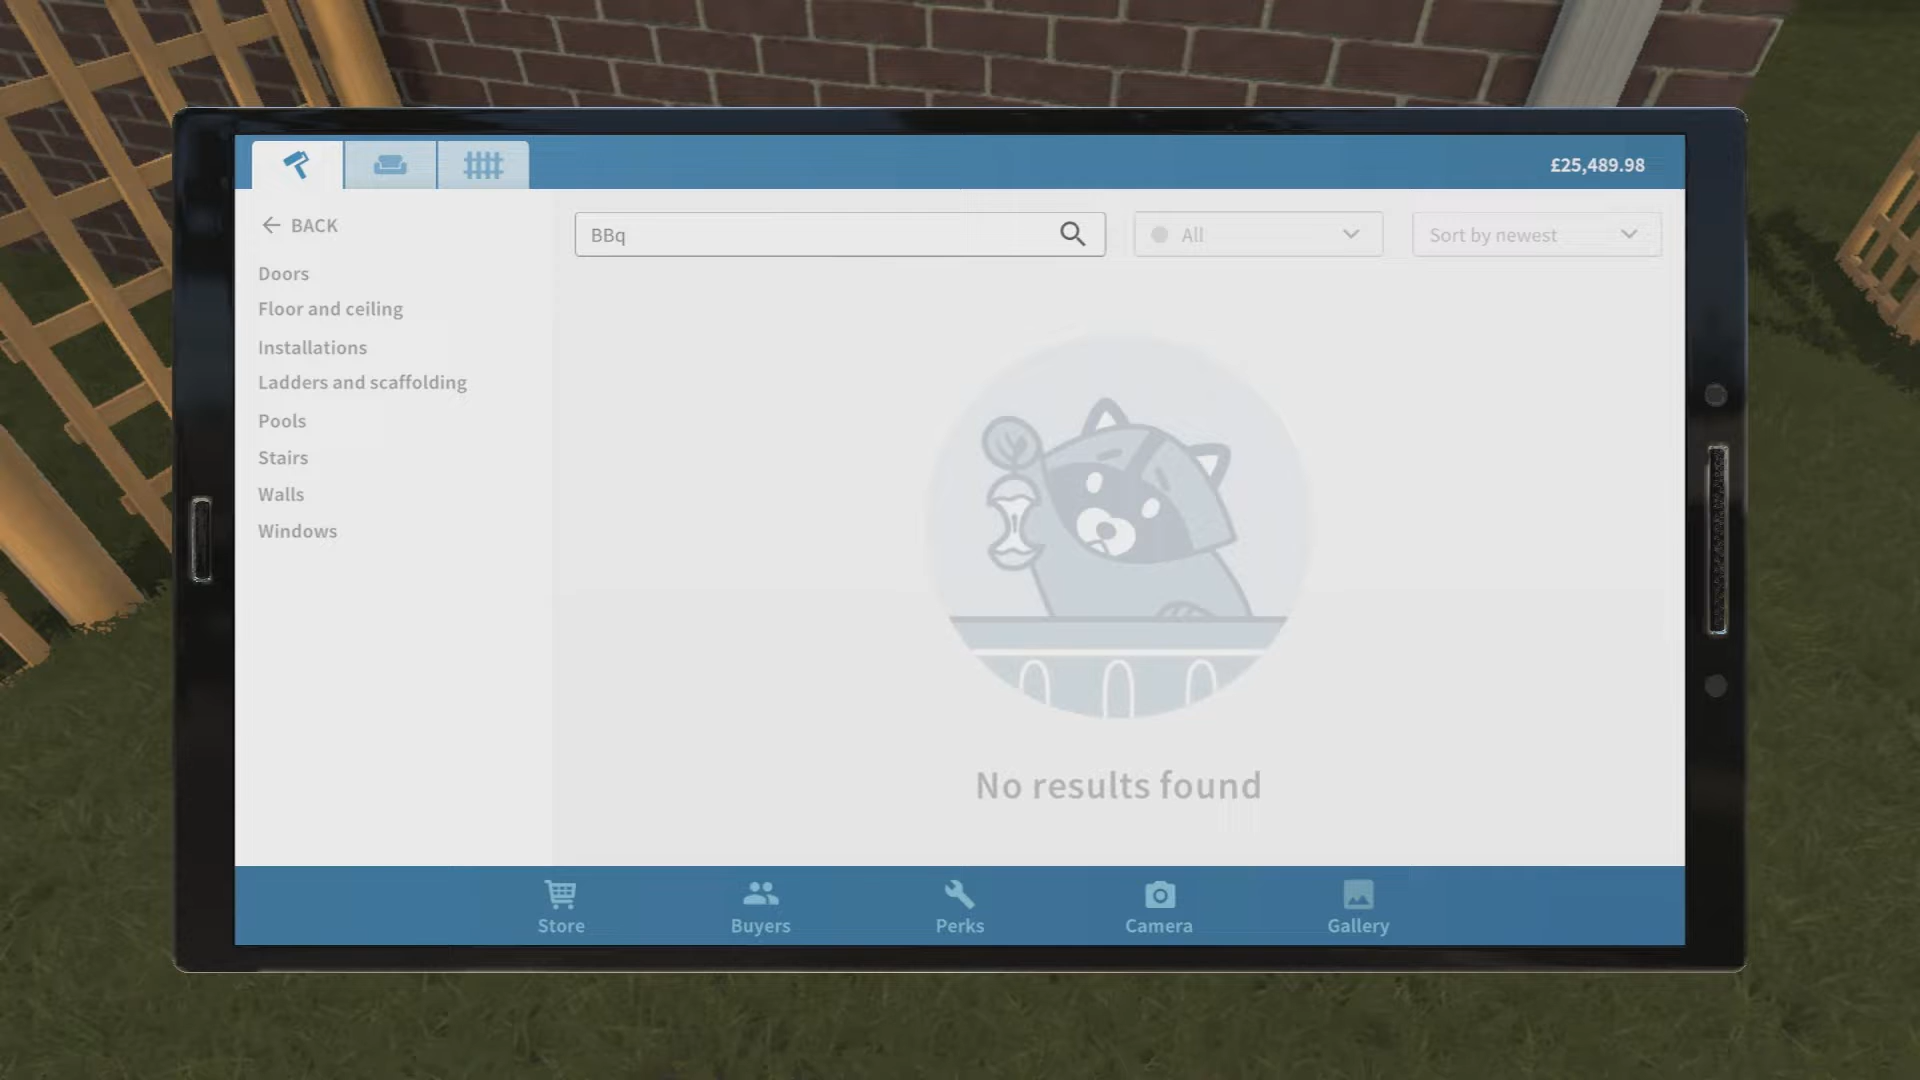 £25,489.98
BACK
BBq
All
Sort by newest
Doors
Floor and ceiling
Installations
Ladders and scaffolding
Pools
Stairs
Walls
Windows
No results found
Store
Buyers
Perks
Camera
Gallery